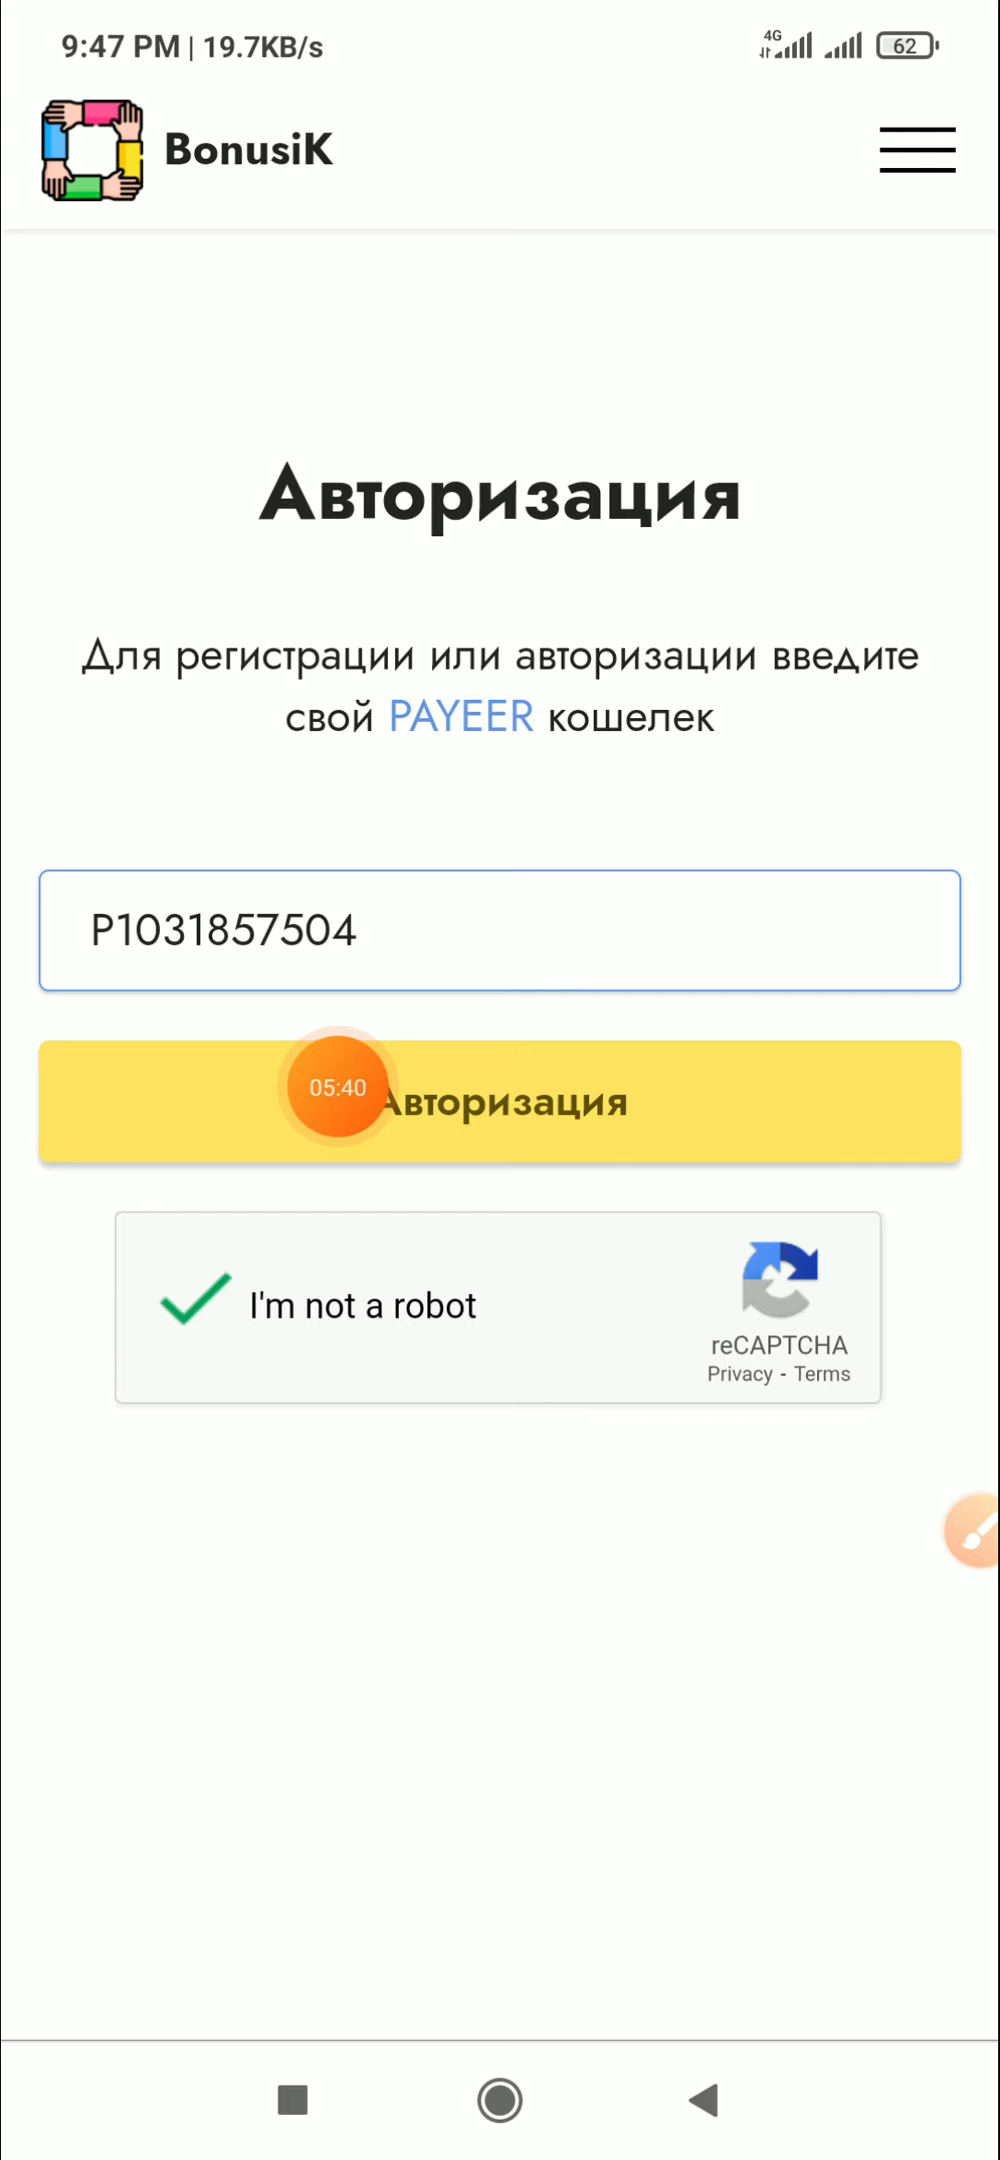 9:47 PM | 19.7KB/s 4G 62
BonusiK
Авторизация
Для регистрации или авторизации введите
свой PAYEER кошелек
P1031857504
05:40 Авторизация
I'm not a robot
reCAPTCHA
Privacy - Terms